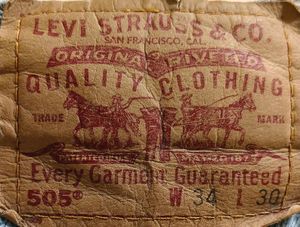 LEVI STRAUSS & CO.
SAN FRANCISCO, CAL.
ORIGINAL RIVETED
QUALITY CLOTHING
TRADE MARK
PATENTED IN U.S. MAY 20 1873
Every Garment Guaranteed
505® W 34 L 30